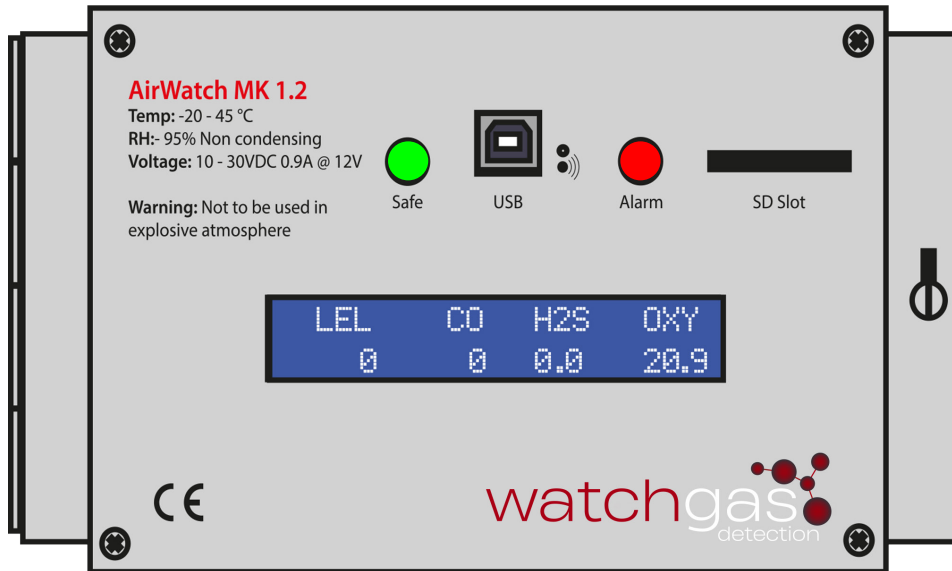 AirWatch MK 1.2
Temp: -20 - 45 °C
RH:- 95% Non condensing
Voltage: 10 - 30VDC 0.9A @ 12V
Warning: Not to be used in
explosive atmosphere
Safe
USB
Alarm
SD Slot
LEL CO H2S OXY
0 0 0.0 20.9
CE
watchgas
detection